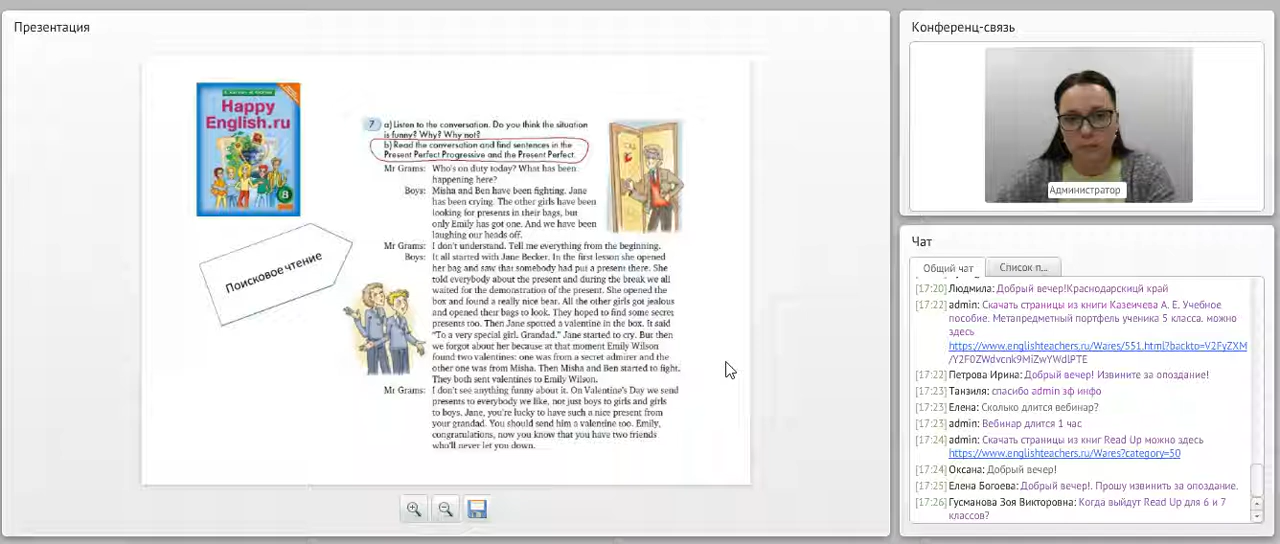 Презентация
Happy
English.ru
8
Поисковое чтение
7 a) Listen to the conversation. Do you think the situation
is funny? Why? Why not?
b) Read the conversation and find sentences in the
Present Perfect Progressive and the Present Perfect.
Mr Grams: Who's on duty today? What has been
happening here?
Boys: Misha and Ben have been fighting. Jane
has been crying. The other girls have been
looking for presents in their bags, but
only Emily has got one. And we have been
laughing our heads off.
Mr Grams: I don't understand. Tell me everything from the beginning.
Boys: It all started with Jane Becker. In the first lesson she opened
her bag and saw that somebody had put a present there. She
told everybody about the present and during the break we all
waited for the demonstration of the present. She opened the
box and found a really nice bear. All the other girls got jealous
and opened their bags to look. They hoped to find some secret
presents too. Then Jane spotted a valentine in the box. It said
"To a very special girl. Grandad." Jane started to cry. But then
we forgot about her because at that moment Emily Wilson
found two valentines: one was from a secret admirer and the
other one was from Misha. Then Misha and Ben started to fight.
They both sent valentines to Emily Wilson.
Mr Grams: I don't see anything funny about it. On Valentine's Day we send
presents to everybody we like, not just boys to girls and girls
to boys. Jane, you're lucky to have such a nice present from
your grandad. You should send him a valentine too. Emily,
congratulations, now you know that you have two friends
who'll never let you down.
Конференц-связь
Администратор
Чат
Общий чат
Список п...
[17:20] Людмила: Добрый вечер!Краснодарскицй край
[17:22] admin: Скачать страницы из книги Казеичева А. Е. Учебное
пособие. Метапредметный портфель ученика 5 класса. можно
здесь
https://www.englishteachers.ru/Wares/551.html?backto=V2FyZXM
/Y2F0ZWdvcnk9MiZwYWdlPTE
[17:22] Петрова Ирина: Добрый вечер! Извините за опоздание!
[17:23] Танзиля: спасибо admin зф инфо
[17:23] Елена: Сколько длится вебинар?
[17:23] admin: Вебинар длится 1 час
[17:24] admin: Скачать страницы из книг Read Up можно здесь
https://www.englishteachers.ru/Wares?category=50
[17:24] Оксана: Добрый вечер!
[17:25] Елена Богоева: Добрый вечер!. Прошу извинить за опоздание.
[17:26] Гусманова Зоя Викторовна: Когда выйдут Read Up для 6 и 7
классов?